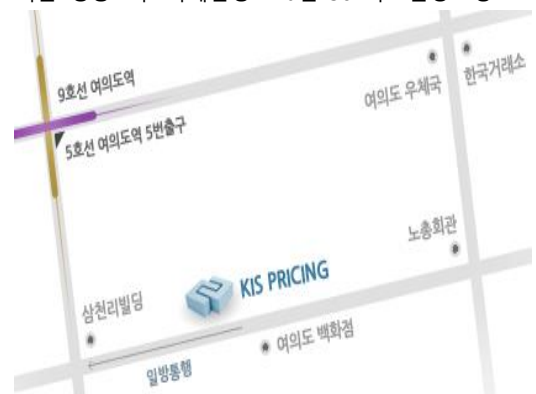 9호선 여의도역
5호선 여의도역 5번출구
여의도 우체국
한국거래소
노총회관
KIS PRICING
삼천리빌딩
여의도 백화점
일방통행